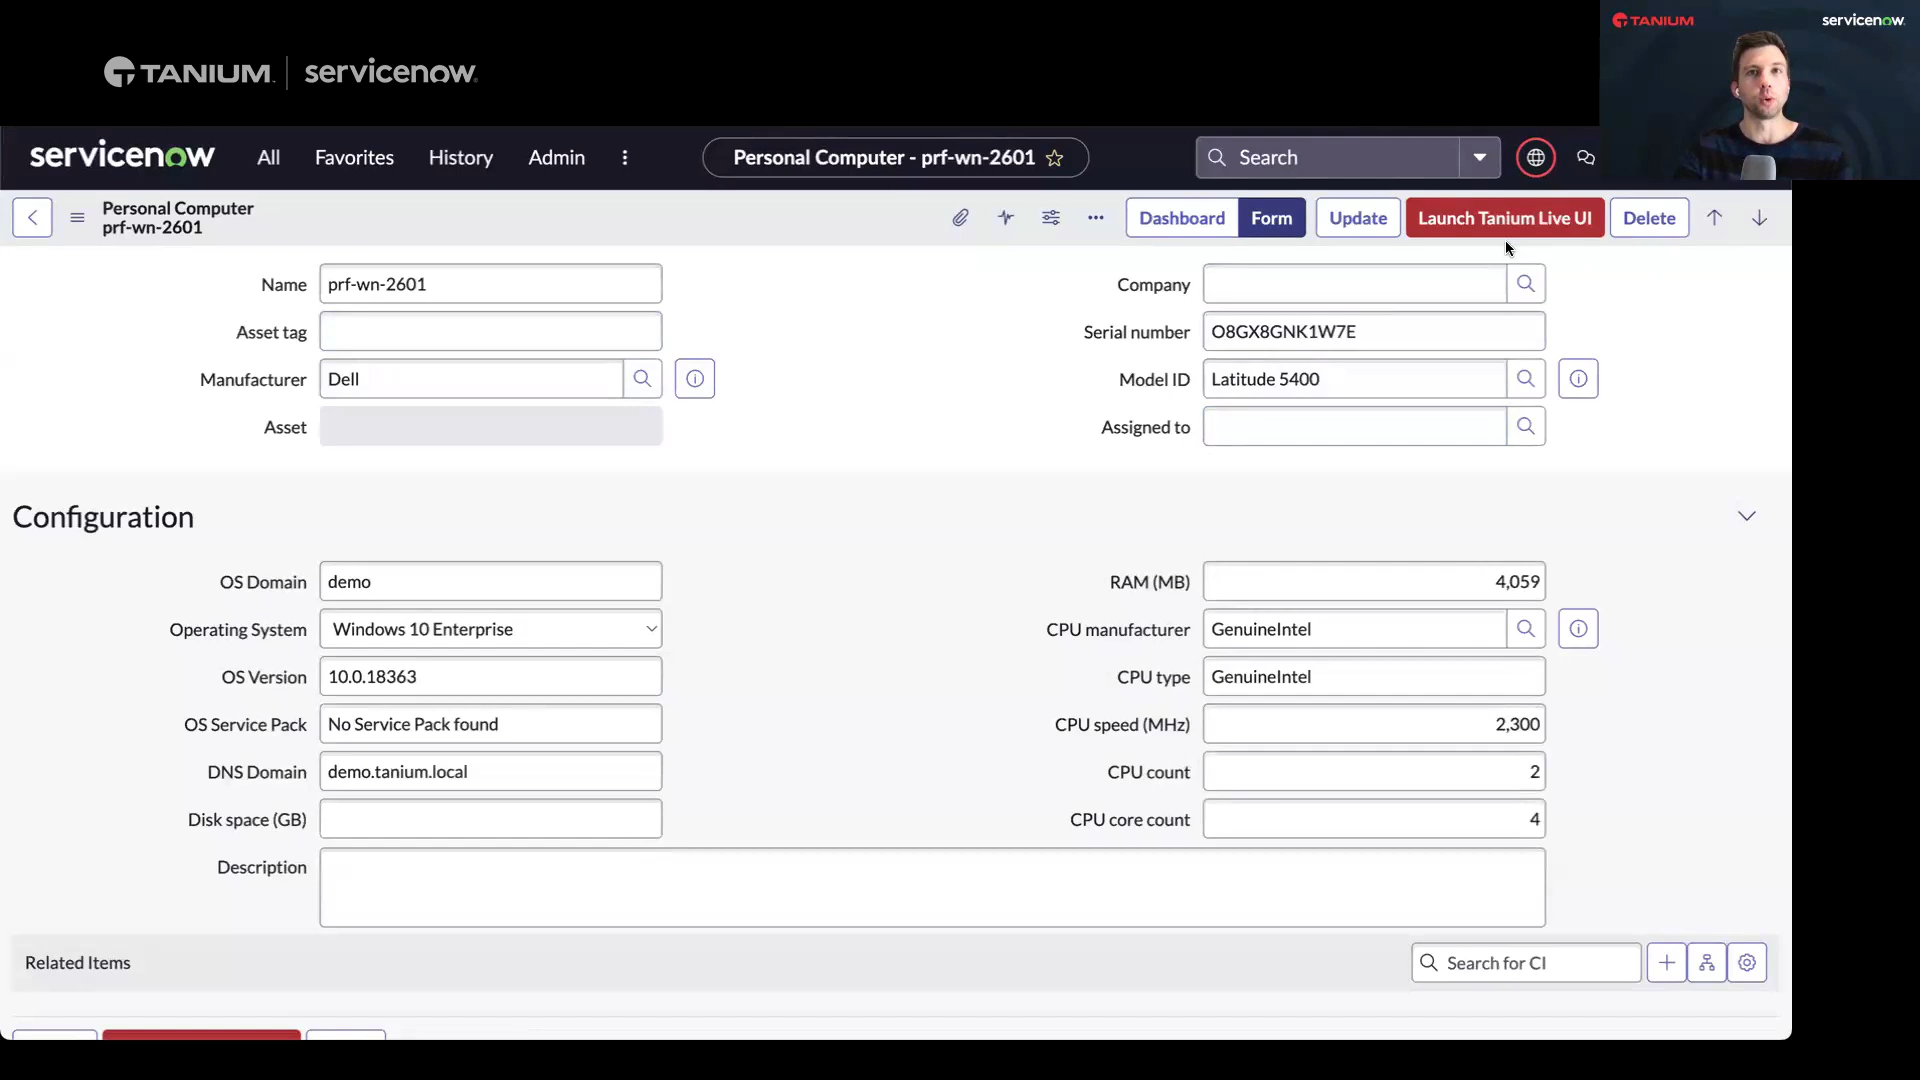 TANIUM servicenow
TANIUM servicenow
servicenow All Favorites History Admin Personal Computer - prf-wn-2601 Search
Personal Computer
prf-wn-2601
Dashboard Form Update Launch Tanium Live UI Delete
Name prf-wn-2601
Company
Asset tag
Serial number O8GX8GNK1W7E
Manufacturer Dell
Model ID Latitude 5400
Asset
Assigned to
Configuration
OS Domain demo
RAM (MB) 4,059
Operating System Windows 10 Enterprise
CPU manufacturer GenuineIntel
OS Version 10.0.18363
CPU type GenuineIntel
OS Service Pack No Service Pack found
CPU speed (MHz) 2,300
DNS Domain demo.tanium.local
CPU count 2
Disk space (GB)
CPU core count 4
Description
Related Items
Search for CI